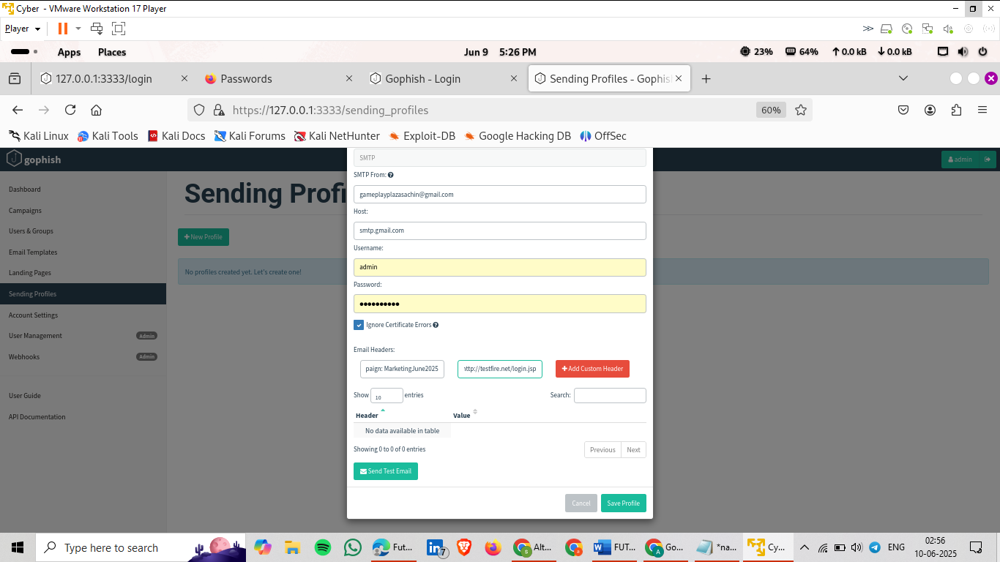 Cyber - VMware Workstation 17 Player
Player
Apps Places Jun 9 5:26 PM 23% 64% 0.0 kB 0.0 kB
127.0.0.1:3333/login Passwords Gophish - Login Sending Profiles - Gophish
https://127.0.0.1:3333/sending_profiles 60%
Kali Linux Kali Tools Kali Docs Kali Forums Kali NetHunter Exploit-DB Google Hacking DB OffSec
gophish admin
Dashboard
Campaigns
Users & Groups
Email Templates
Landing Pages
Sending Profiles
Account Settings
User Management Admin
Webhooks Admin
User Guide
API Documentation
Sending Profi
New Profile
No profiles created yet. Let's create one!
SMTP
SMTP From:
gameplayplazasachin@gmail.com
Host:
smtp.gmail.com
Username:
admin
Password:
••••••••••
Ignore Certificate Errors
Email Headers:
paign: MarketingJune2025 http://testfire.net/login.jsp Add Custom Header
Show 10 entries Search:
Header Value
No data available in table
Showing 0 to 0 of 0 entries Previous Next
Send Test Email
Cancel Save Profile
Type here to search Fut... 7 Alt... FUT... Go... *na... Cy... ENG 02:56
10-06-2025